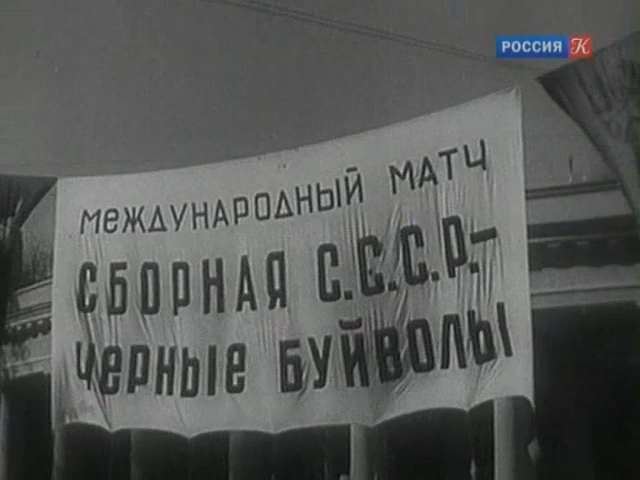 РОССИЯ К
МЕЖДУНАРОДНЫЙ МАТЧ
СБОРНАЯ С.С.С.Р.-
ЧЕРНЫЕ БУЙВОЛЫ